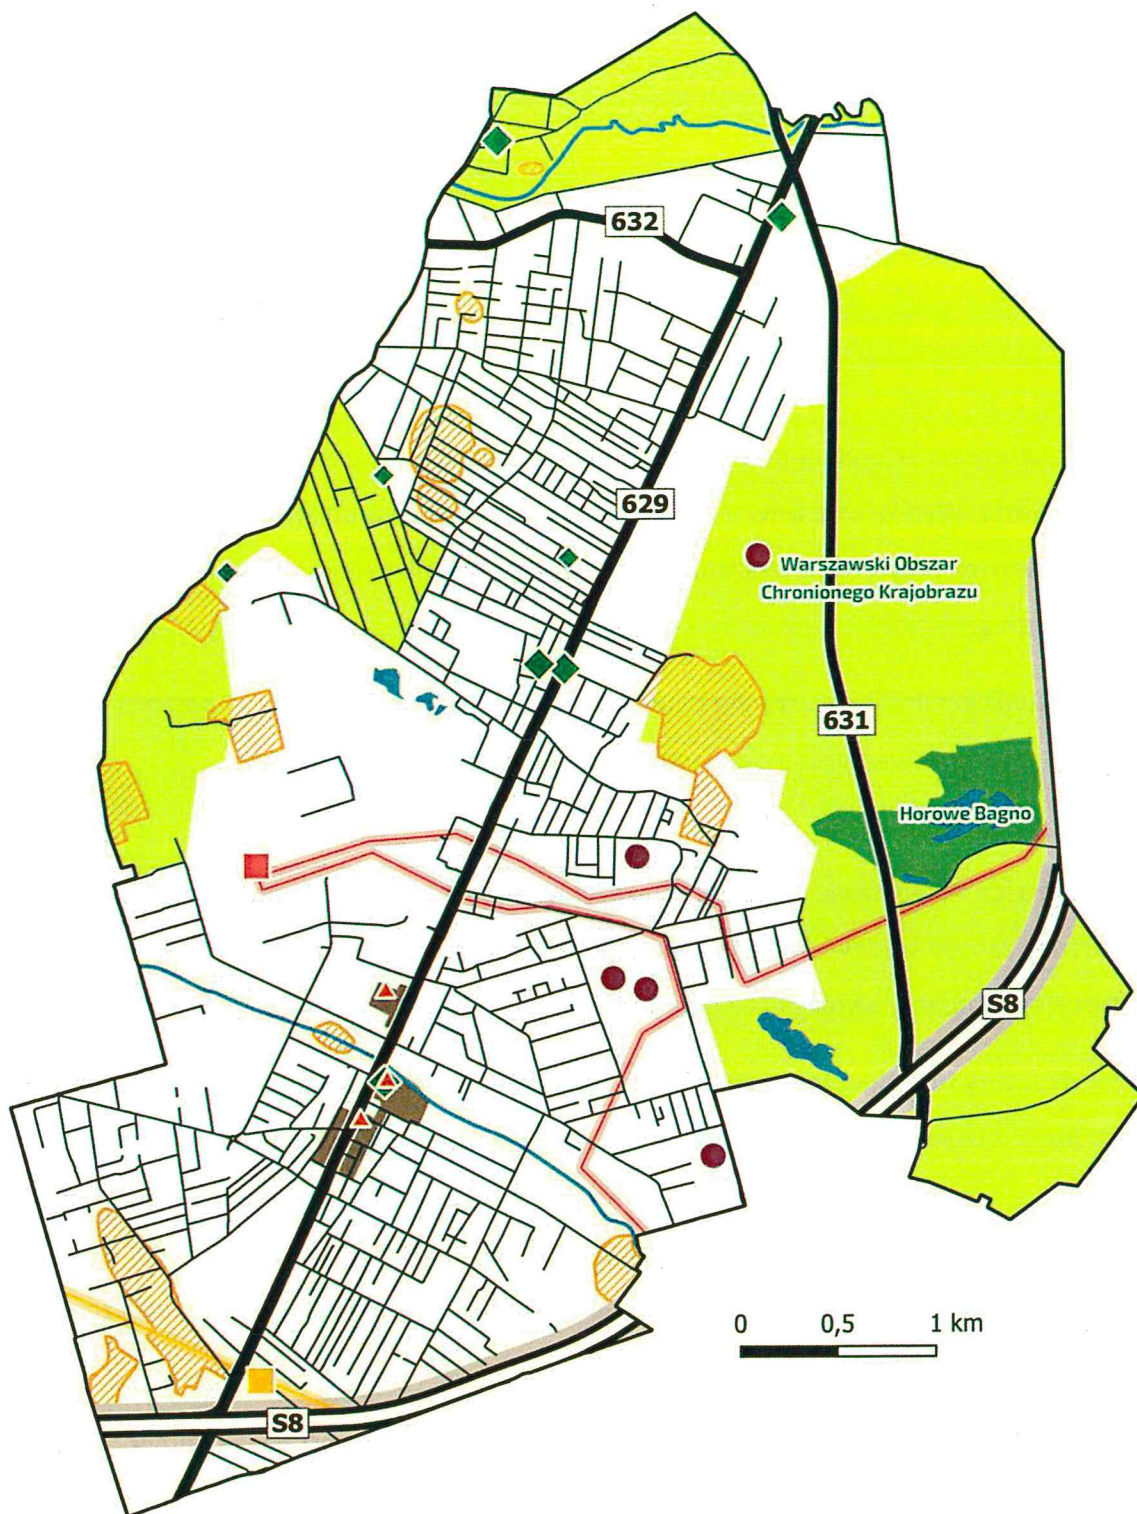 632
629
Warszawski Obszar
Chronionego Krajobrazu
631
Horowe Bagno
S8
0 0,5 1 km
S8